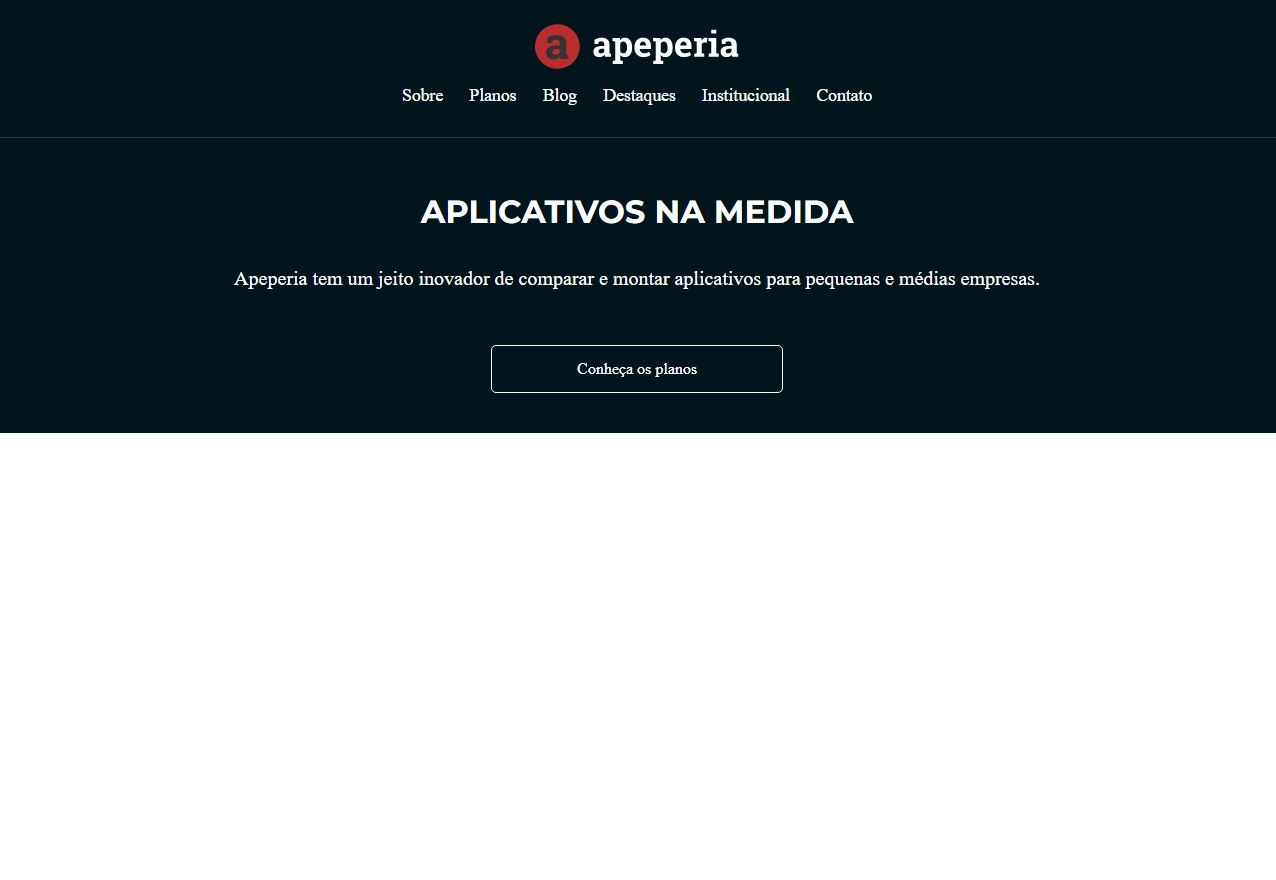 a apeperia
Sobre Planos Blog Destaques Institucional Contato
APLICATIVOS NA MEDIDA
Apeperia tem um jeito inovador de comparar e montar aplicativos para pequenas e médias empresas.
Conheça os planos